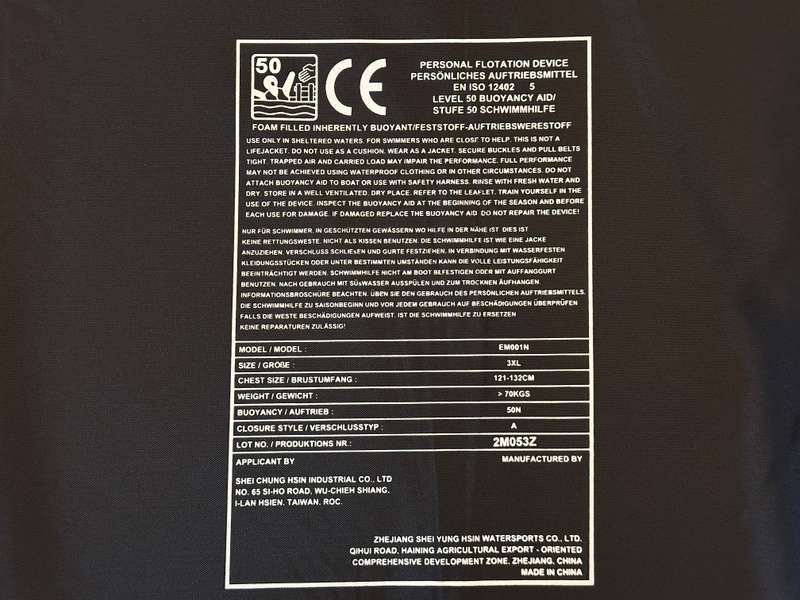 50
CE
PERSONAL FLOTATION DEVICE
PERSÖNLICHES AUFTRIEBSMITTEL
EN ISO 12402 5
LEVEL 50 BUOYANCY AID/
STUFE 50 SCHWIMMHILFE
FOAM FILLED INHERENTLY BUOYANT/FESTSTOFF-AUFTRIEBSWERESTOFF
USE ONLY IN SHELTERED WATERS. FOR SWIMMERS WHO ARE CLOSE TO HELP. THIS IS NOT A
LIFEJACKET. DO NOT USE AS A CUSHION. WEAR AS A JACKET. SECURE BUCKLES AND PULL BELTS
TIGHT. TRAPPED AIR AND CARRIED LOAD MAY IMPAIR THE PERFORMANCE. FULL PERFORMANCE
MAY NOT BE ACHIEVED USING WATERPROOF CLOTHING OR IN OTHER CIRCUMSTANCES. DO NOT
ATTACH BUOYANCY AID TO BOAT OR USE WITH SAFETY HARNESS. RINSE WITH FRESH WATER AND
DRY. STORE IN A WELL VENTILATED. DRY PLACE. REFER TO THE LEAFLET. TRAIN YOURSELF IN THE
USE OF THE DEVICE. INSPECT THE BUOYANCY AID AT THE BEGINNING OF THE SEASON AND BEFORE
EACH USE FOR DAMAGE. IF DAMAGED REPLACE THE BUOYANCY AID DO NOT REPAIR THE DEVICE!
NUR FÜR SCHWIMMER. IN GESCHÜTZTEN GEWÄSSERN WO HILFE IN DER NÄHE IST DIES IST
KEINE RETTUNGSWESTE. NICHT ALS KISSEN BENUTZEN. DIE SCHWIMMHILFE IST WIE EINE JACKE
ANZUZIEHEN. VERSCHLUSS SCHLIEßEN UND GURTE FESTZIEHEN. IN VERBINDUNG MIT WASSERFESTEN
KLEIDUNGSSTÜCKEN ODER UNTER BESTIMMTEN UMSTÄNDEN KANN DIE VOLLE LEISTUNGSFÄHIGKEIT
BEEINTRÄCHTIGT WERDEN. SCHWIMMHILFE NICHT AM BOOT BEFESTIGEN ODER MIT AUFFANGGURT
BENUTZEN. NACH GEBRAUCH MIT SÜßWASSER AUSSPÜLEN UND ZUM TROCKNEN AUFHANGEN.
INFORMATIONSBROSCHÜRE BEACHTEN. ÜBEN SIE DEN GEBRAUCH DES PERSÖNLICHEN AUFTRIEBSMITTELS.
DIE SCHWIMMHILFE ZU SAISONBEGINN UND VOR JEDEM GEBRAUCH AUF BESCHÄDIGUNGEN ÜBERPRÜFEN
FALLS DIE WESTE BESCHÄDIGUNGEN AUFWEIST. IST DIE SCHWIMMHILFE ZU ERSETZEN
KEINE REPARATUREN ZULÄSSIG!
MODEL / MODEL : EM001N
SIZE / GRÖßE : 3XL
CHEST SIZE / BRUSTUMFANG : 121-132CM
WEIGHT / GEWICHT : > 70KGS
BUOYANCY / AUFTRIEB : 50N
CLOSURE STYLE / VERSCHLUSSTYP : A
LOT NO. / PRODUKTIONS NR.: 2M053Z
APPLICANT BY MANUFACTURED BY
SHEI CHUNG HSIN INDUSTRIAL CO., LTD
NO. 65 SI-HO ROAD, WU-CHIEH SHIANG.
I-LAN HSIEN. TAIWAN. ROC.
ZHEJIANG SHEI YUNG HSIN WATERSPORTS CO., LTD.
QIHUI ROAD, HAINING AGRICULTURAL EXPORT - ORIENTED
COMPREHENSIVE DEVELOPMENT ZONE, ZHEJIANG, CHINA
MADE IN CHINA